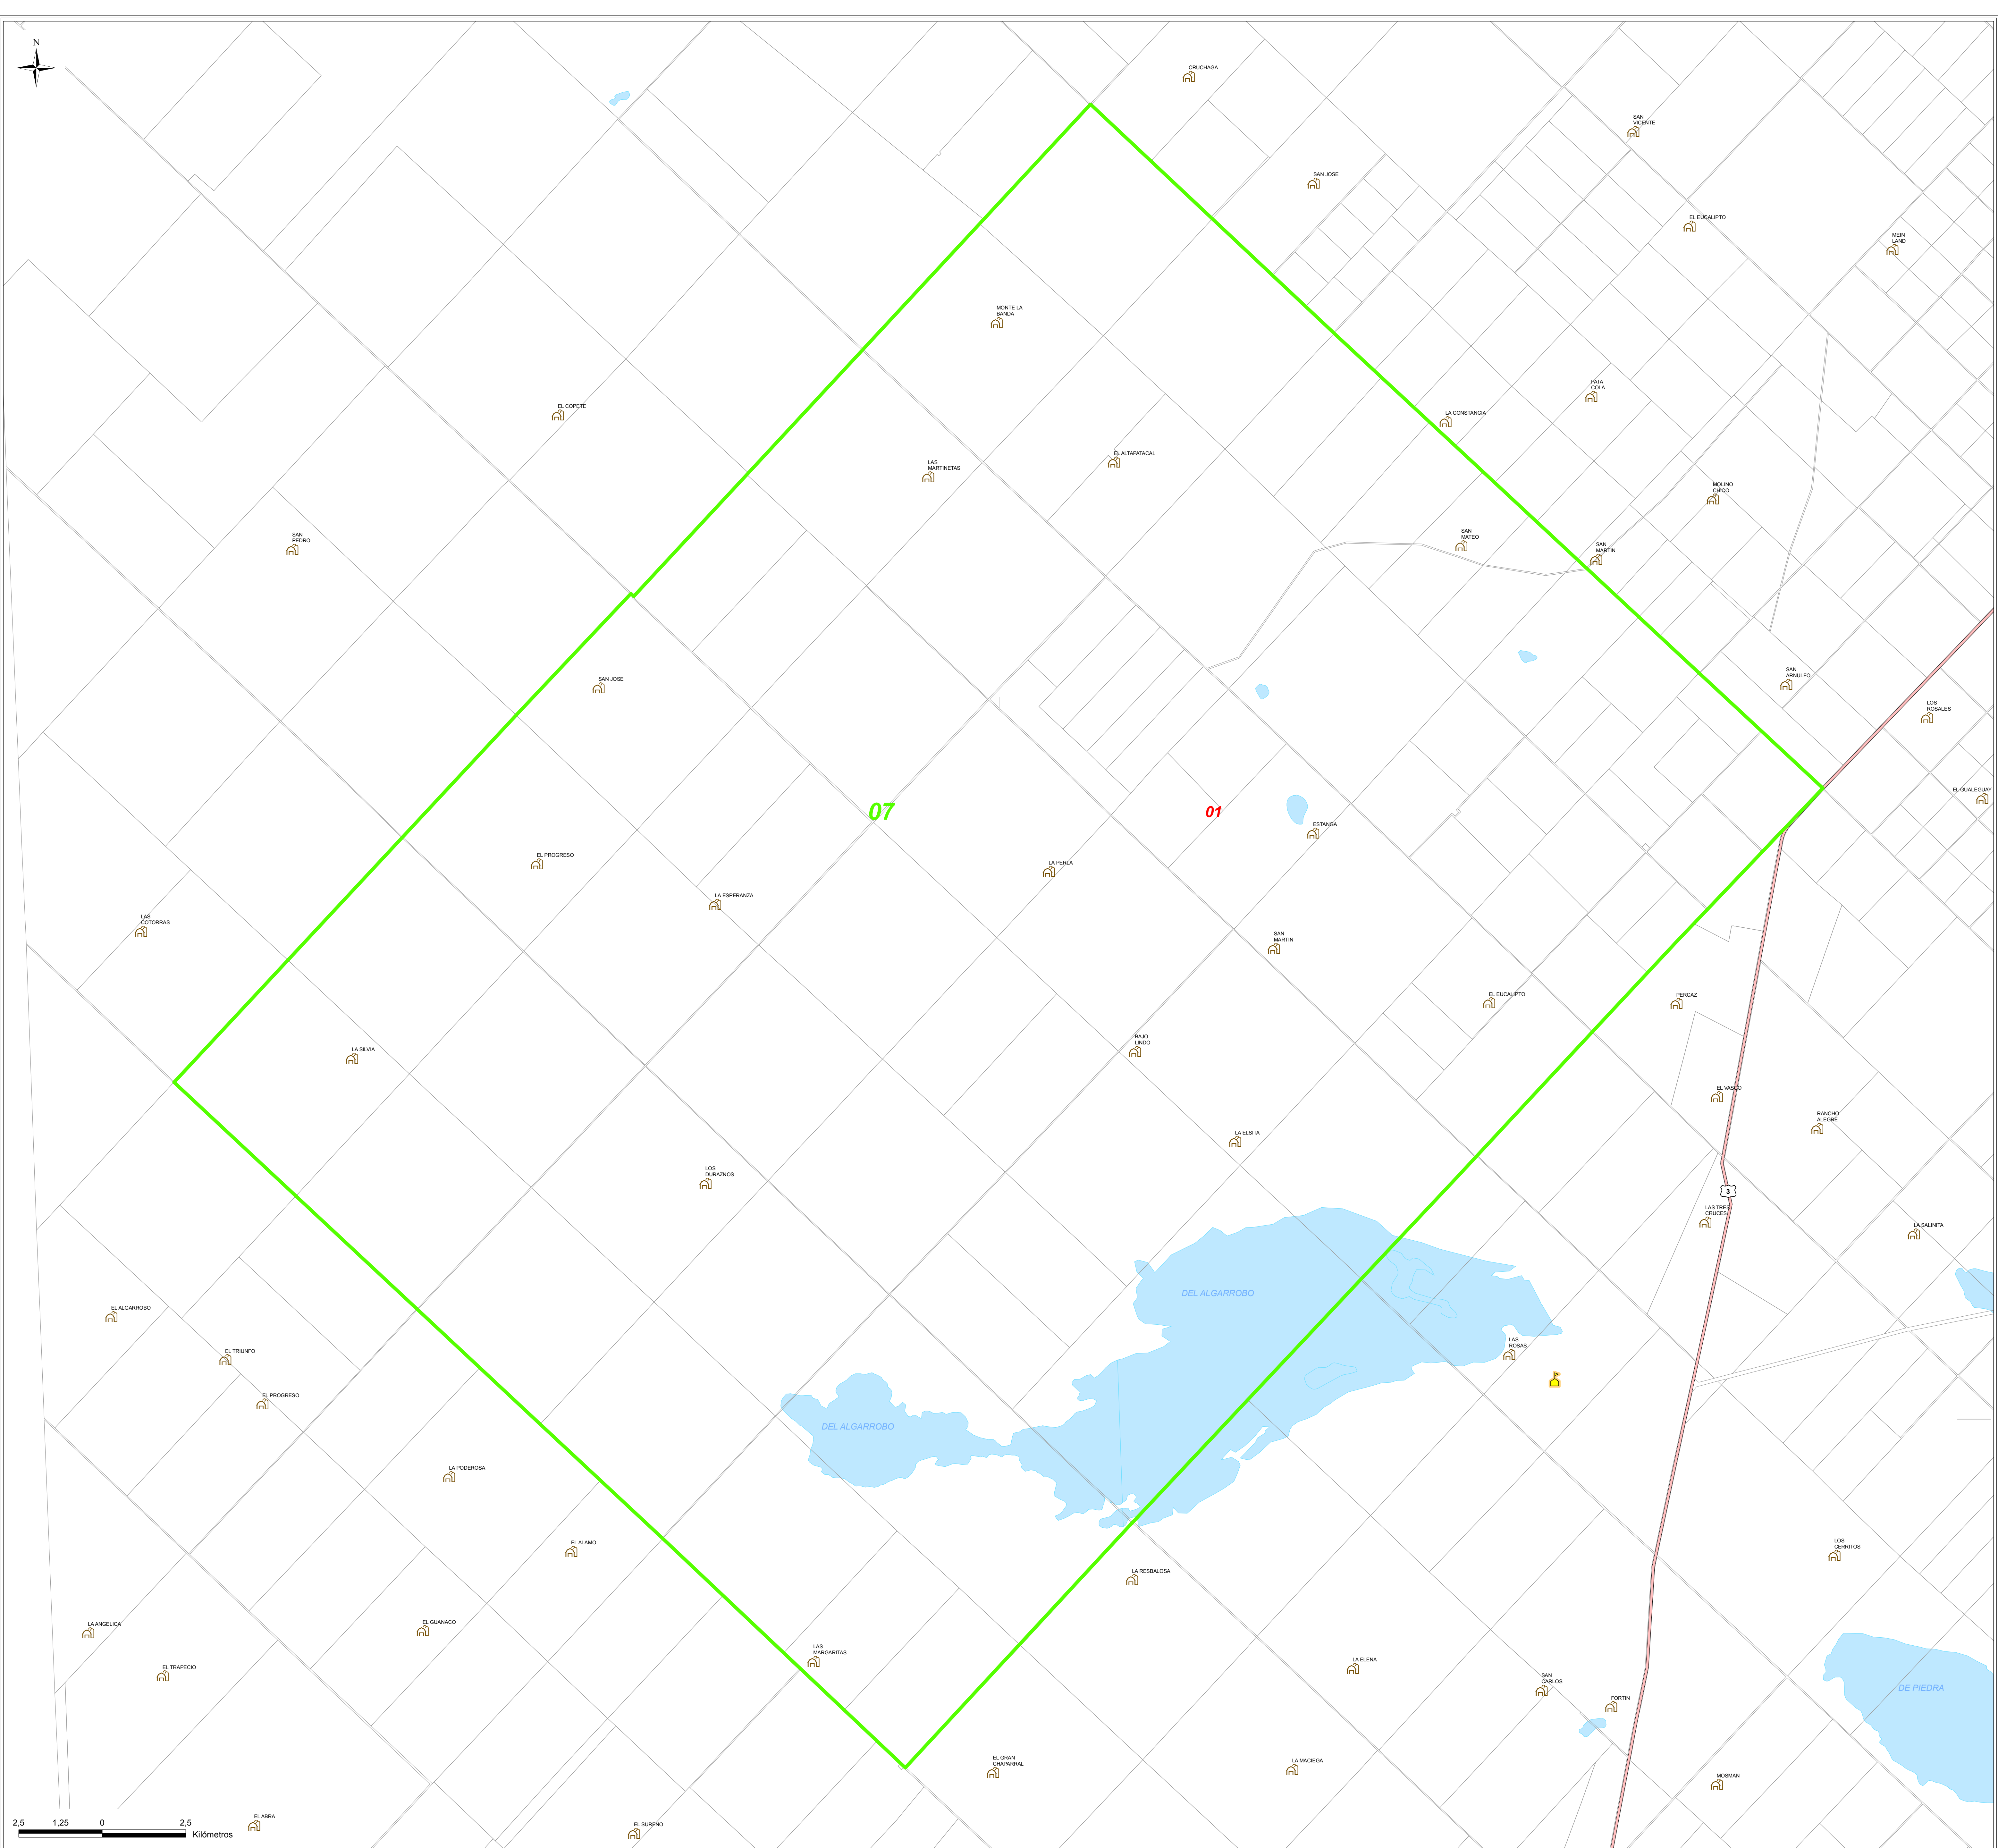 N
CRUCHAGA
SAN
VICENTE
SAN JOSE
EL EUCALIPTO
MEIN
LAND
MONTE LA
BANDA
PATA
COLA
EL COPETE
LA CONSTANCIA
EL ALTAPATACAL
LAS
MARTINETAS
MOLINO
CHICO
SAN
PEDRO
SAN
MATEO
SAN
MARTIN
SAN JOSE
SAN
ARNULFO
LOS
ROSALES
EL GUALEGUAY
07
01
ESTANGA
EL PROGRESO
LA PERLA
LA ESPERANZA
LAS
COTORRAS
SAN
MARTIN
EL EUCALIPTO
PERCAZ
BAJO
LINDO
LA SILVIA
EL VASCO
RANCHO
ALEGRE
LA ELSITA
LOS
DURAZNOS
3
LAS TRES
CRUCES
LA SALINITA
DEL ALGARROBO
EL ALGARROBO
LAS
ROSAS
EL TRIUNFO
EL PROGRESO
DEL ALGARROBO
LA PODEROSA
EL ALAMO
LOS
CERRITOS
LA RESBALOSA
LA ANGELICA
EL GUANACO
LAS
MARGARITAS
LA ELENA
EL TRAPECIO
SAN
CARLOS
DE PIEDRA
FORTIN
EL GRAN
CHAPARRAL
LA MACIEGA
MOSMAN
EL ABRA
EL SUREÑO
2,5 1,25 0 2,5
Kilómetros